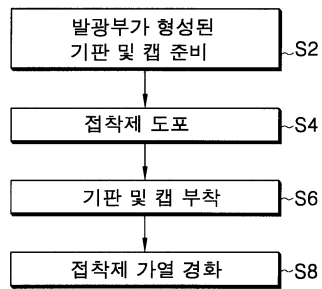 발광부가 형성된
기판 및 캡 준비
S2
접착제 도포
S4
기판 및 캡 부착
S6
접착제 가열 경화
S8